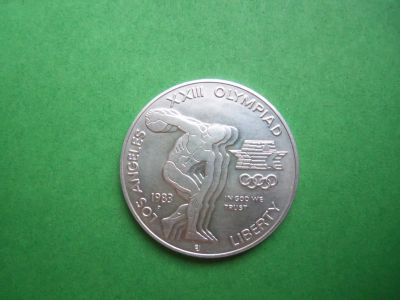 LOS ANGELES XXIII OLYMPIAD
1983
IN GOD WE
TRUST
LIBERTY